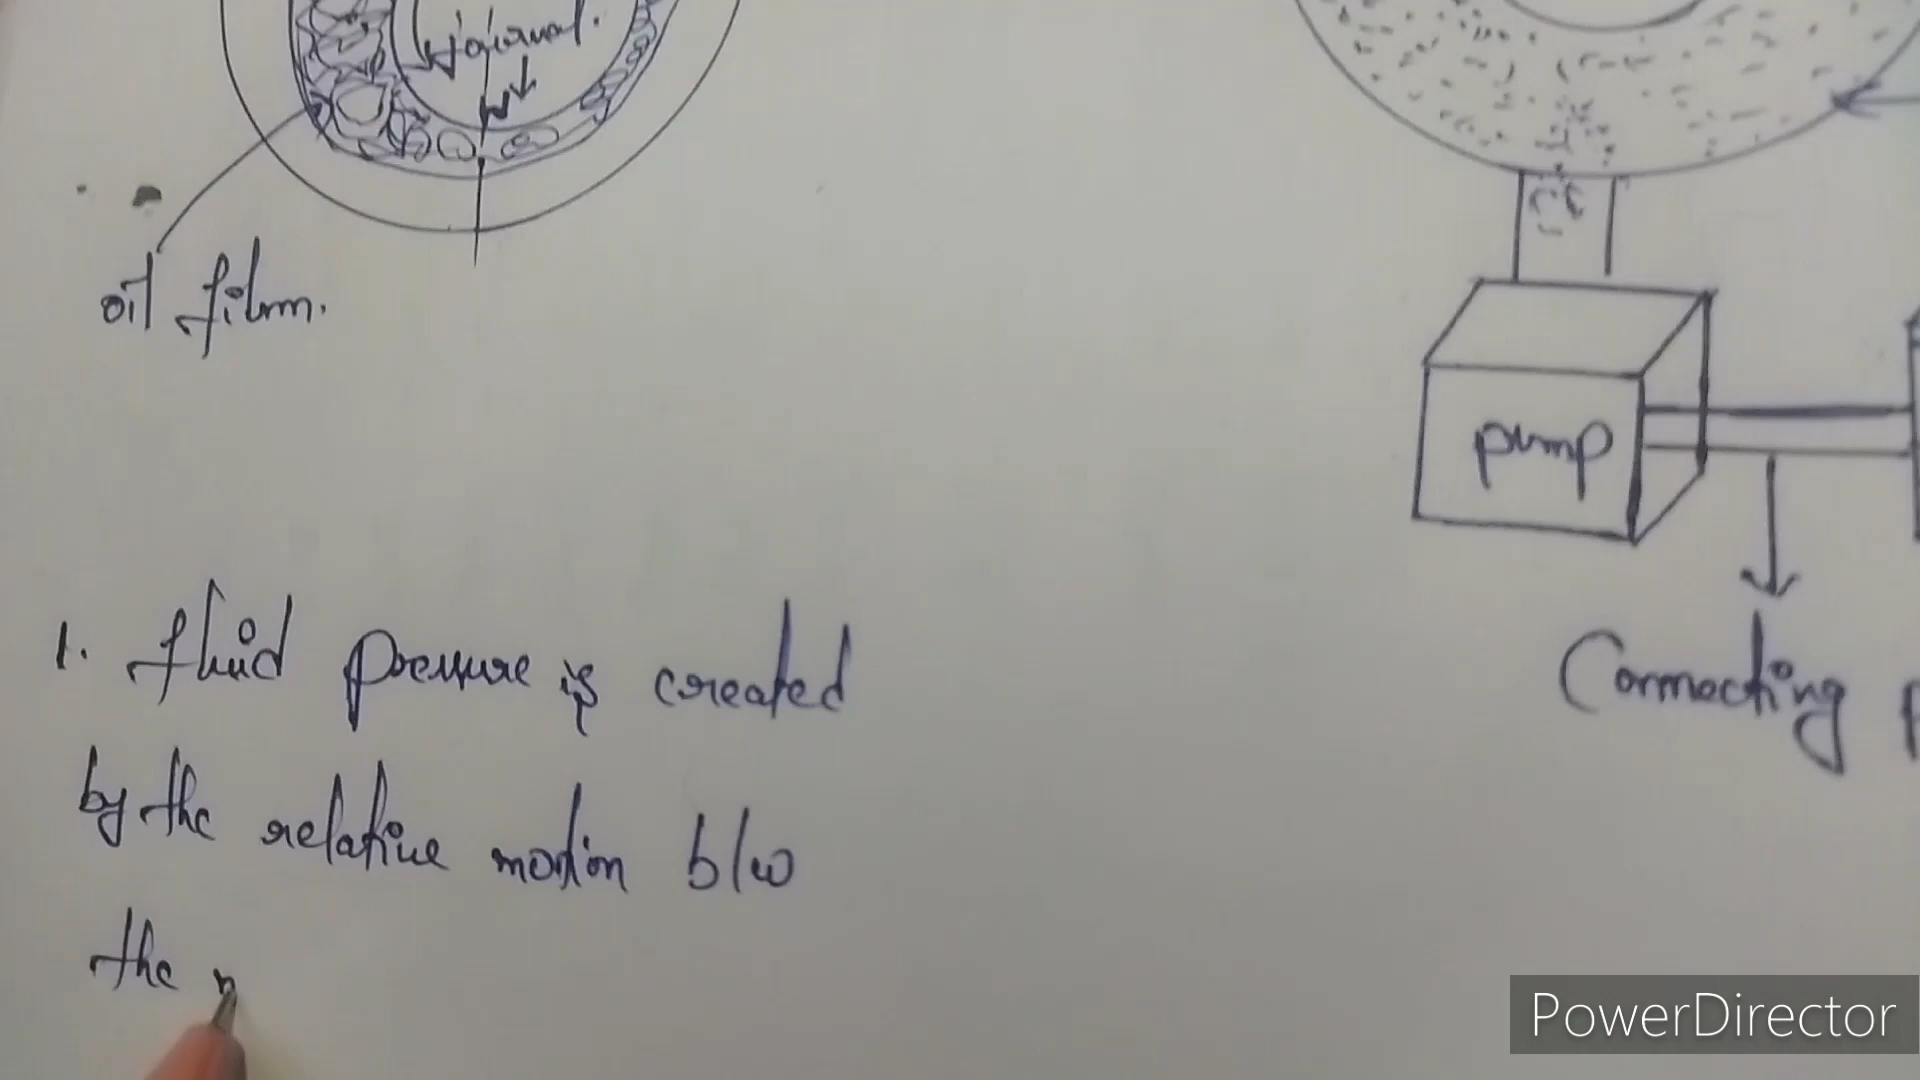 journal.
W
oil film.
pump
Connecting
1. fluid pressure is created
by the relative motion b/w
the
PowerDirector